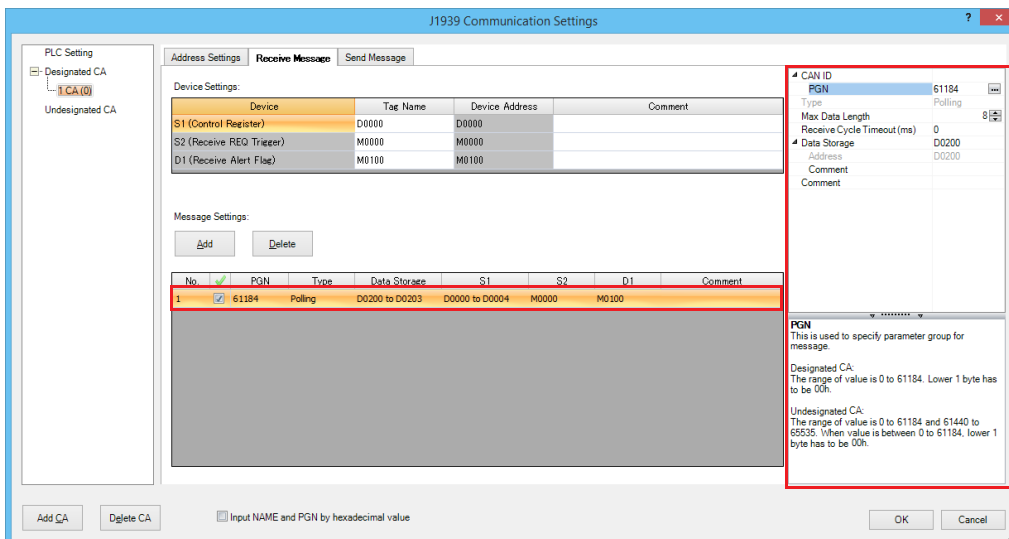 J1939 Communication Settings
? ×
PLC Setting
Designated CA
1 CA (0)
Undesignated CA
Address Settings Receive Message Send Message
Device Settings:
Device Tag Name Device Address Comment
S1 (Control Register) D0000 D0000
S2 (Receive REQ Trigger) M0000 M0000
D1 (Receive Alert Flag) M0100 M0100
Message Settings:
Add Delete
No. PGN Type Data Storage S1 S2 D1 Comment
1 61184 Polling D0200 to D0203 D0000 to D0004 M0000 M0100
CAN ID
PGN 61184 ...
Type Polling
Max Data Length 8
Receive Cycle Timeout (ms) 0
Data Storage D0200
Address D0200
Comment
Comment
PGN
This is used to specify parameter group for
message.
Designated CA:
The range of value is 0 to 61184. Lower 1 byte has
to be 00h.
Undesignated CA:
The range of value is 0 to 61184 and 61440 to
65535. When value is between 0 to 61184, lower 1
byte has to be 00h.
Add CA Delete CA Input NAME and PGN by hexadecimal value OK Cancel